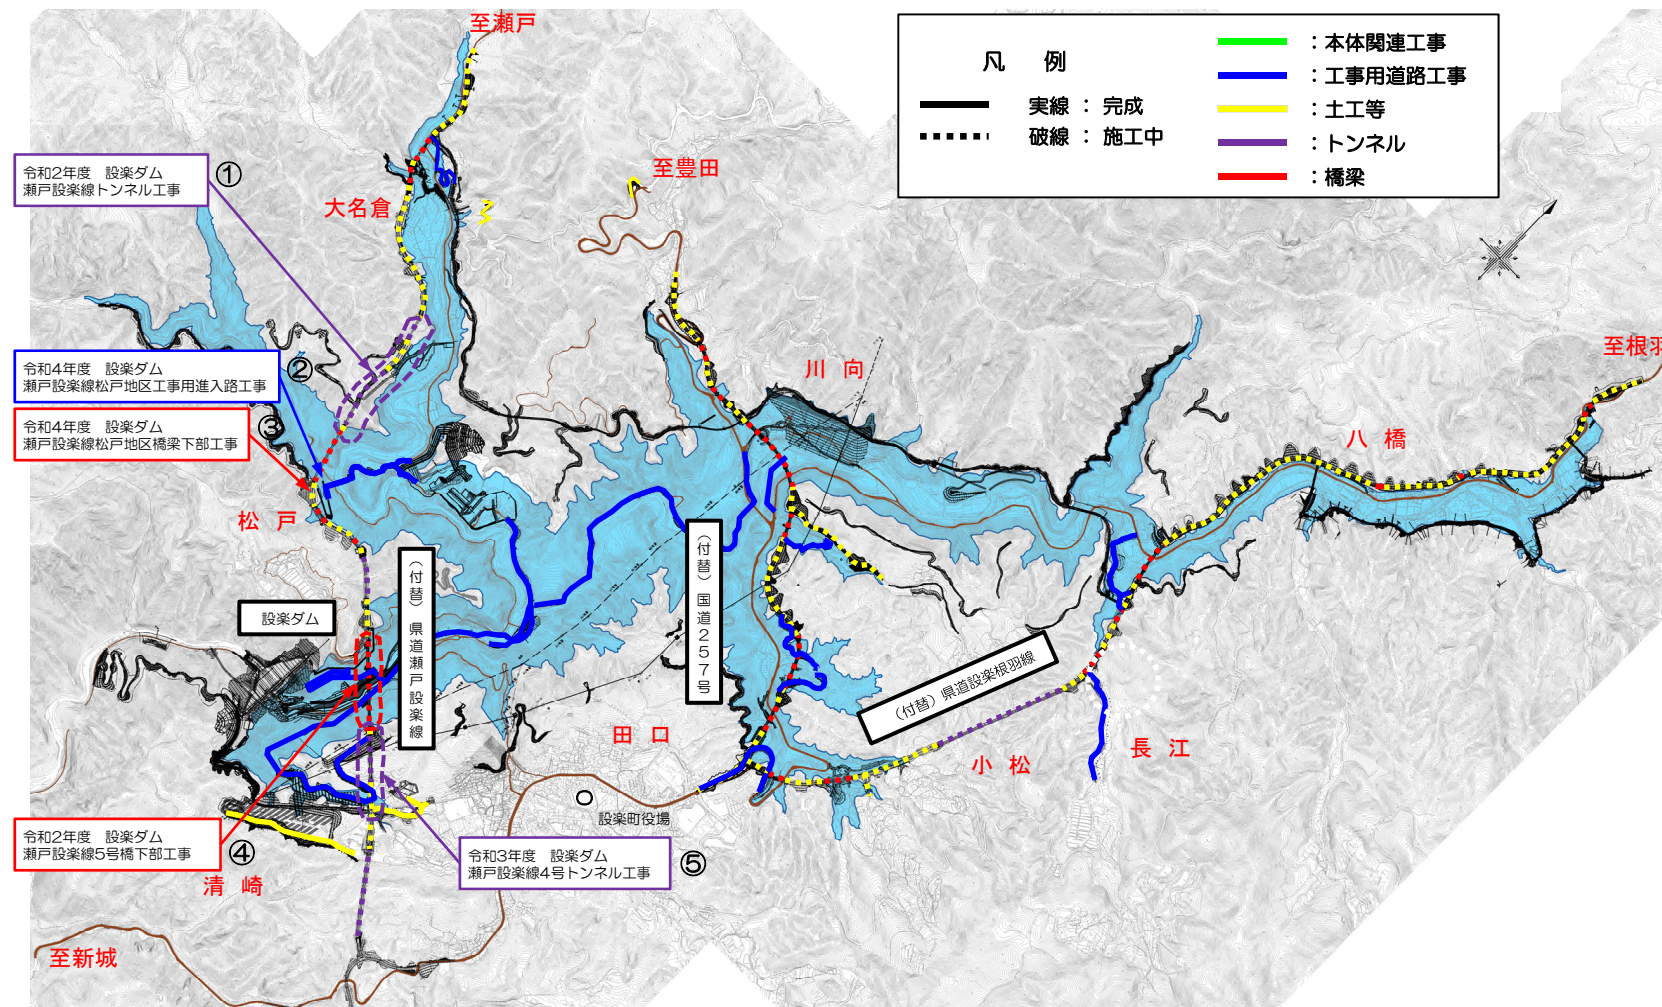 至瀬戸
凡 例
実線 : 完成
破線 : 施工中
: 本体関連工事
: 工事用道路工事
: 土工等
: トンネル
: 橋梁
令和2年度 設楽ダム
瀬戸設楽線トンネル工事
①
大名倉
至豊田
令和4年度 設楽ダム
瀬戸設楽線松戸地区工事用進入路工事
②
令和4年度 設楽ダム
瀬戸設楽線松戸地区橋梁下部工事
③
川 向
至根羽
八 橋
松 戸
設楽ダム
(付替)県道瀬戸設楽線
(付替)国道257号
(付替)県道設楽根羽線
田 口
小 松
長 江
設楽町役場
令和2年度 設楽ダム
瀬戸設楽線5号橋下部工事
④
令和3年度 設楽ダム
瀬戸設楽線4号トンネル工事
⑤
清 崎
至新城